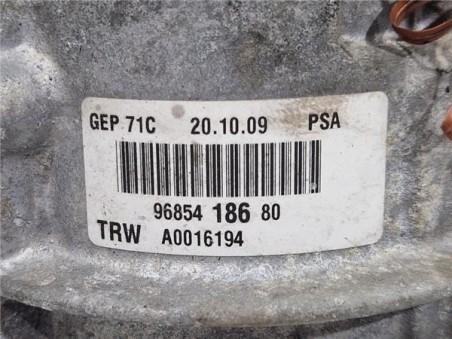 GEP 71C 20.10.09 PSA
96854 186 80
TRW A0016194